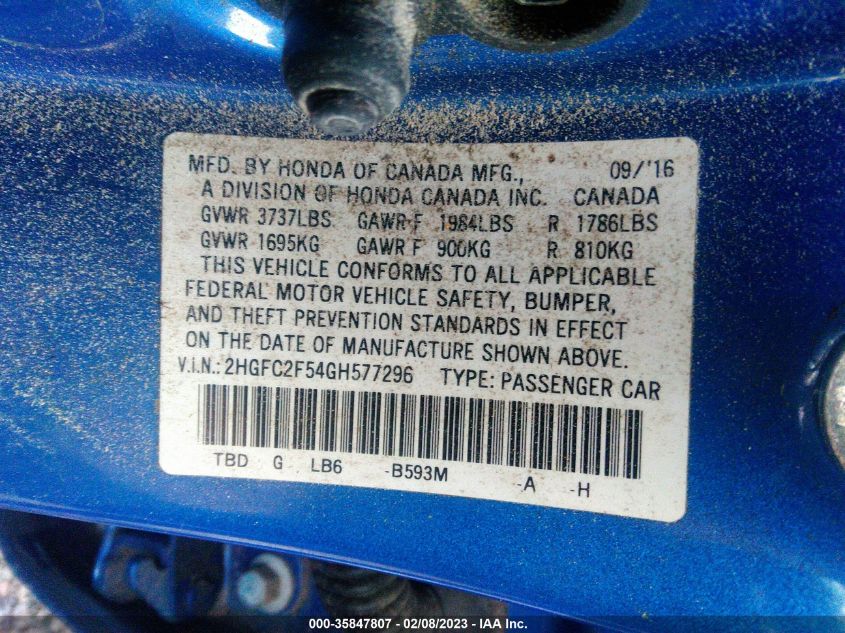 MFD. BY HONDA OF CANADA MFG., 09/'16
A DIVISION OF HONDA CANADA INC. CANADA
GVWR 3737LBS GAWR F 1984LBS R 1786LBS
GVWR 1695KG GAWR F 900KG R 810KG
THIS VEHICLE CONFORMS TO ALL APPLICABLE
FEDERAL MOTOR VEHICLE SAFETY, BUMPER,
AND THEFT PREVENTION STANDARDS IN EFFECT
ON THE DATE OF MANUFACTURE SHOWN ABOVE.
V.I.N.: 2HGFC2F54GH577296 TYPE: PASSENGER CAR
TBD G LB6 -B593M -A -H
000-35847807 - 02/08/2023 - IAA Inc.